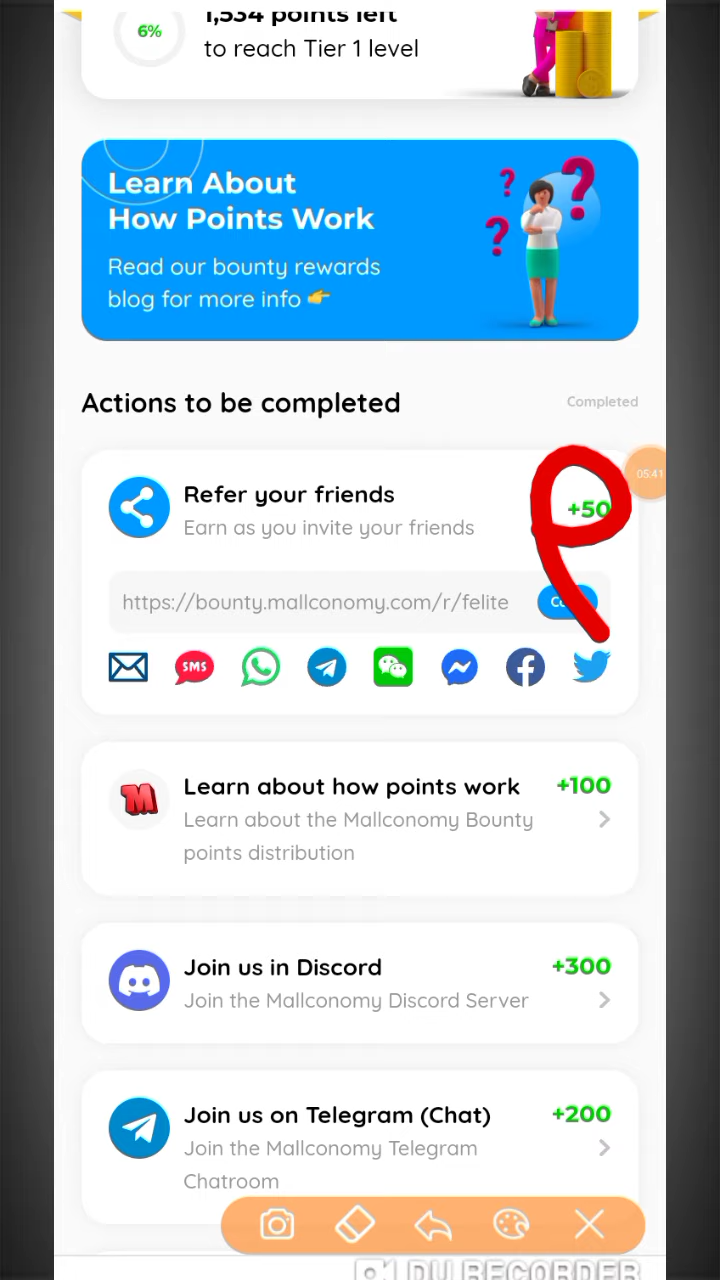 1,534 points left
6%
to reach Tier 1 level
Learn About
How Points Work
Read our bounty rewards
blog for more info 👉
Actions to be completed
Completed
Refer your friends
+50
05:41
Earn as you invite your friends
https://bounty.mallconomy.com/r/felite
SMS
Learn about how points work
+100
M
Learn about the Mallconomy Bounty
points distribution
Join us in Discord
+300
Join the Mallconomy Discord Server
Join us on Telegram (Chat)
+200
Join the Mallconomy Telegram
Chatroom
DU RECORDER